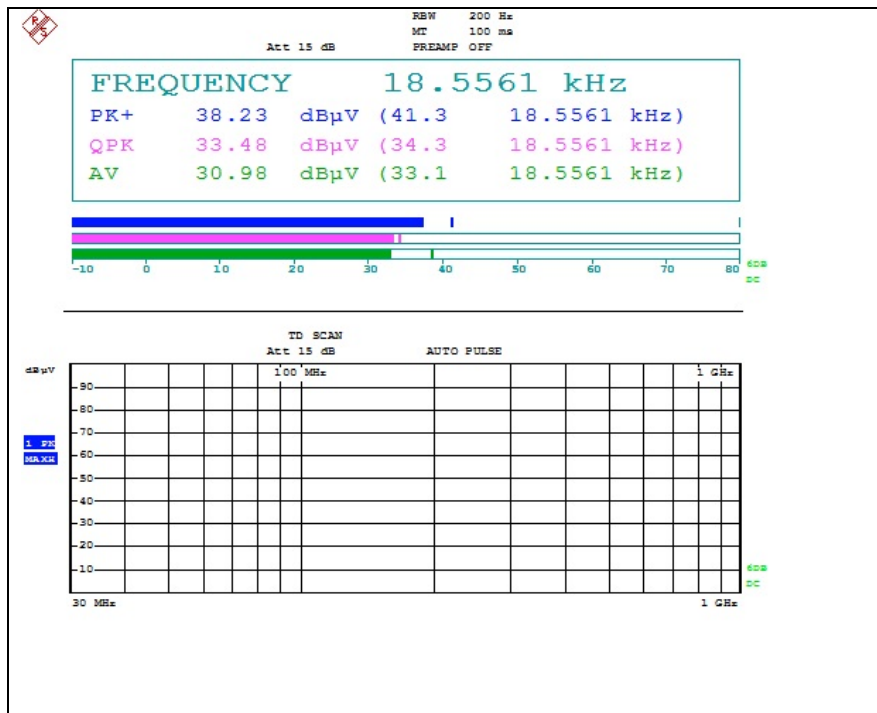 R S
RBW 200 Hz
MT 100 ms
Att 15 dB PREAMP OFF
FREQUENCY 18.5561 kHz
PK+ 38.23 dBµV (41.3 18.5561 kHz)
QPK 33.48 dBµV (34.3 18.5561 kHz)
AV 30.98 dBµV (33.1 18.5561 kHz)
-10 0 10 20 30 40 50 60 70 80
6DB
DC
TD SCAN
Att 15 dB AUTO PULSE
dBµV
100 MHz 1 GHz
90
80
70
1 PK
MAXH
60
50
40
30
20
10
6DB
DC
30 MHz 1 GHz